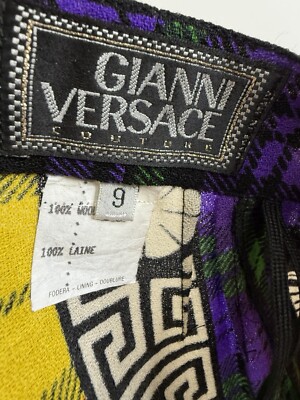 GIANNI
VERSACE
COUTURE
9
100% WOOL
100% LAINE
FODERA - LINING - DOUBLURE